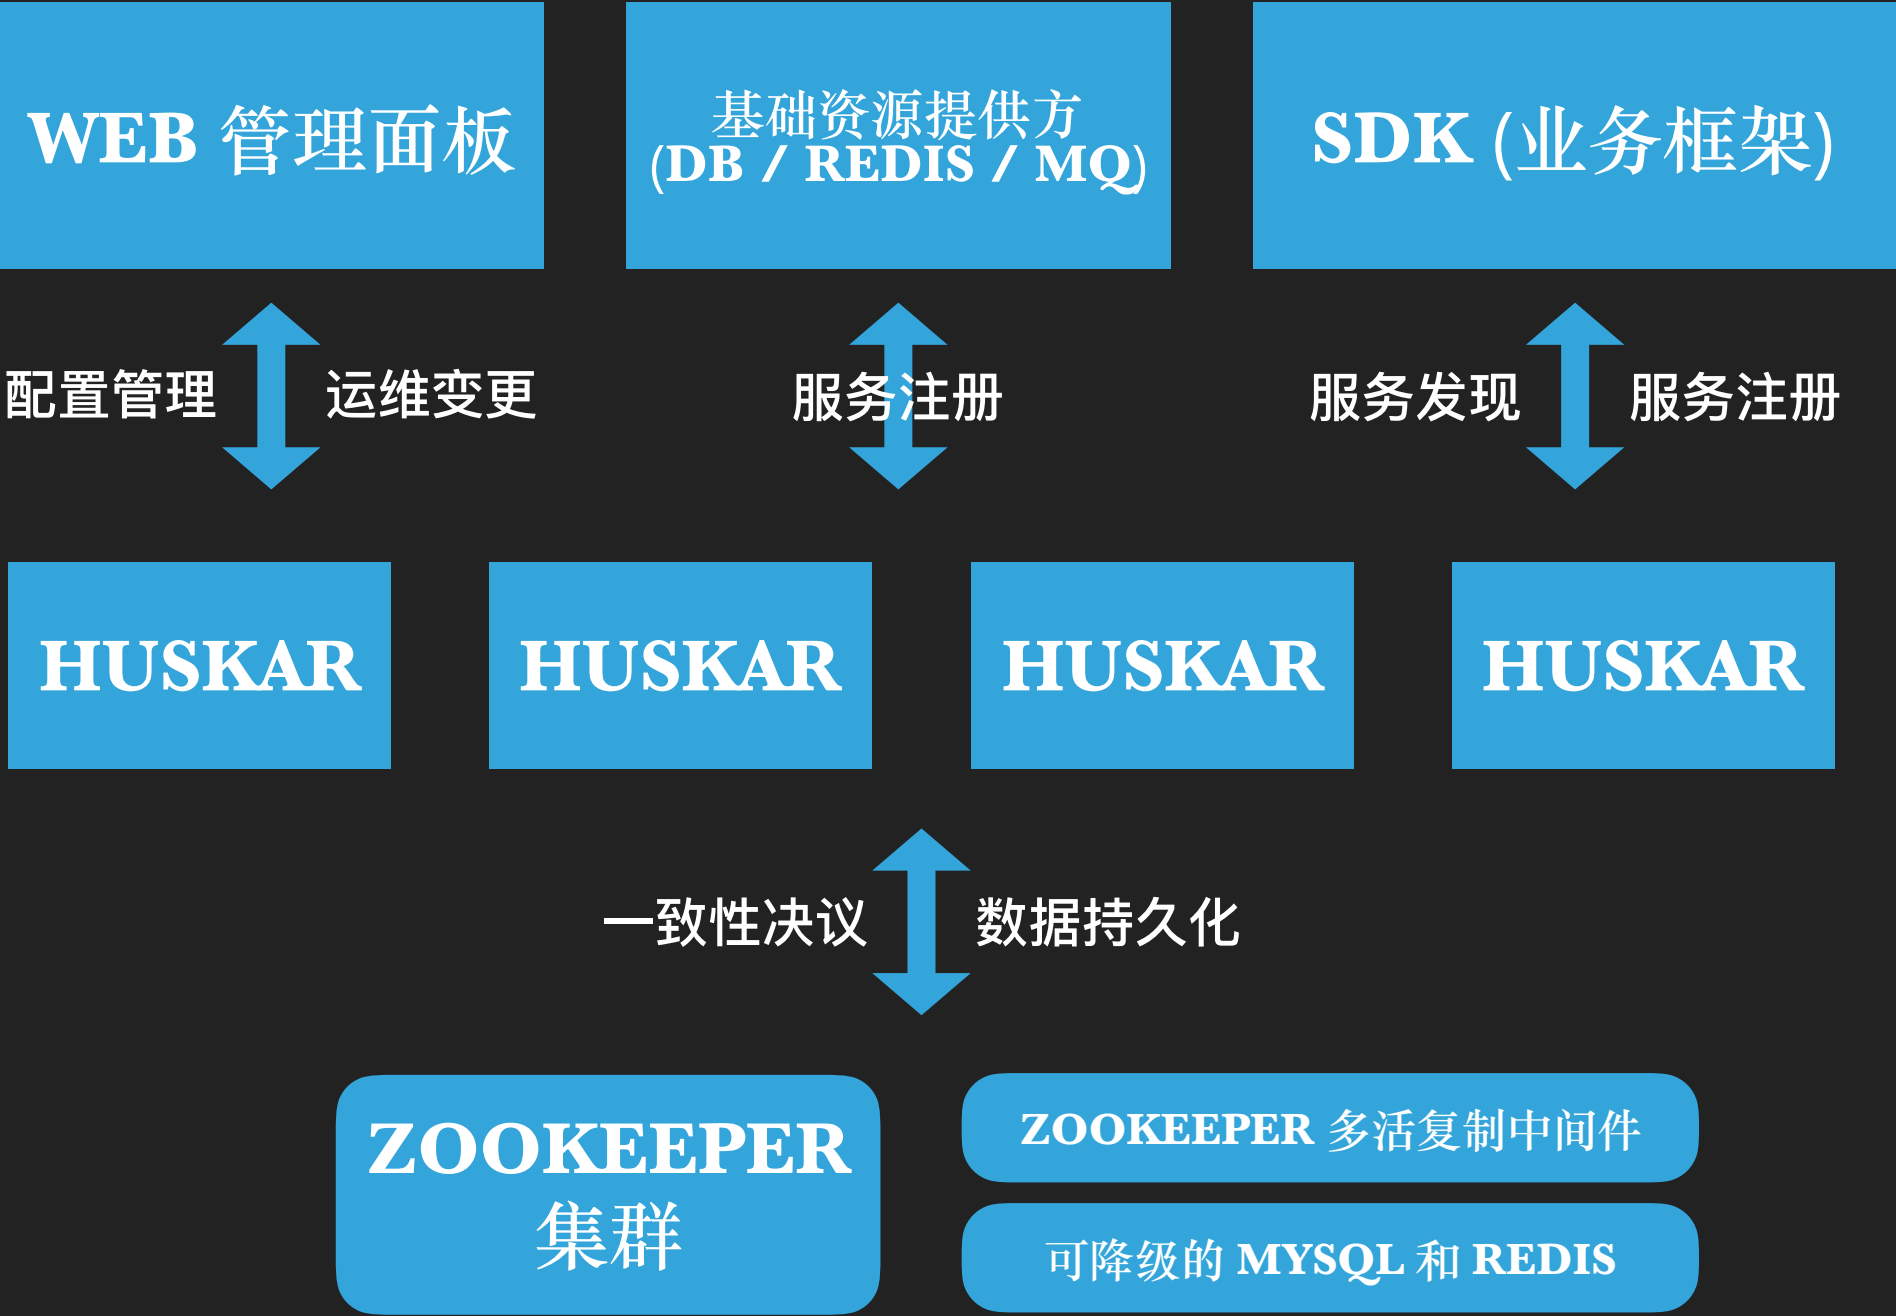 WEB 管理面板
基础资源提供方
(DB / REDIS / MQ)
SDK (业务框架)
配置管理
运维变更
服务注册
服务发现
服务注册
HUSKAR
HUSKAR
HUSKAR
HUSKAR
一致性决议
数据持久化
ZOOKEEPER
集群
ZOOKEEPER 多活复制中间件
可降级的 MYSQL 和 REDIS